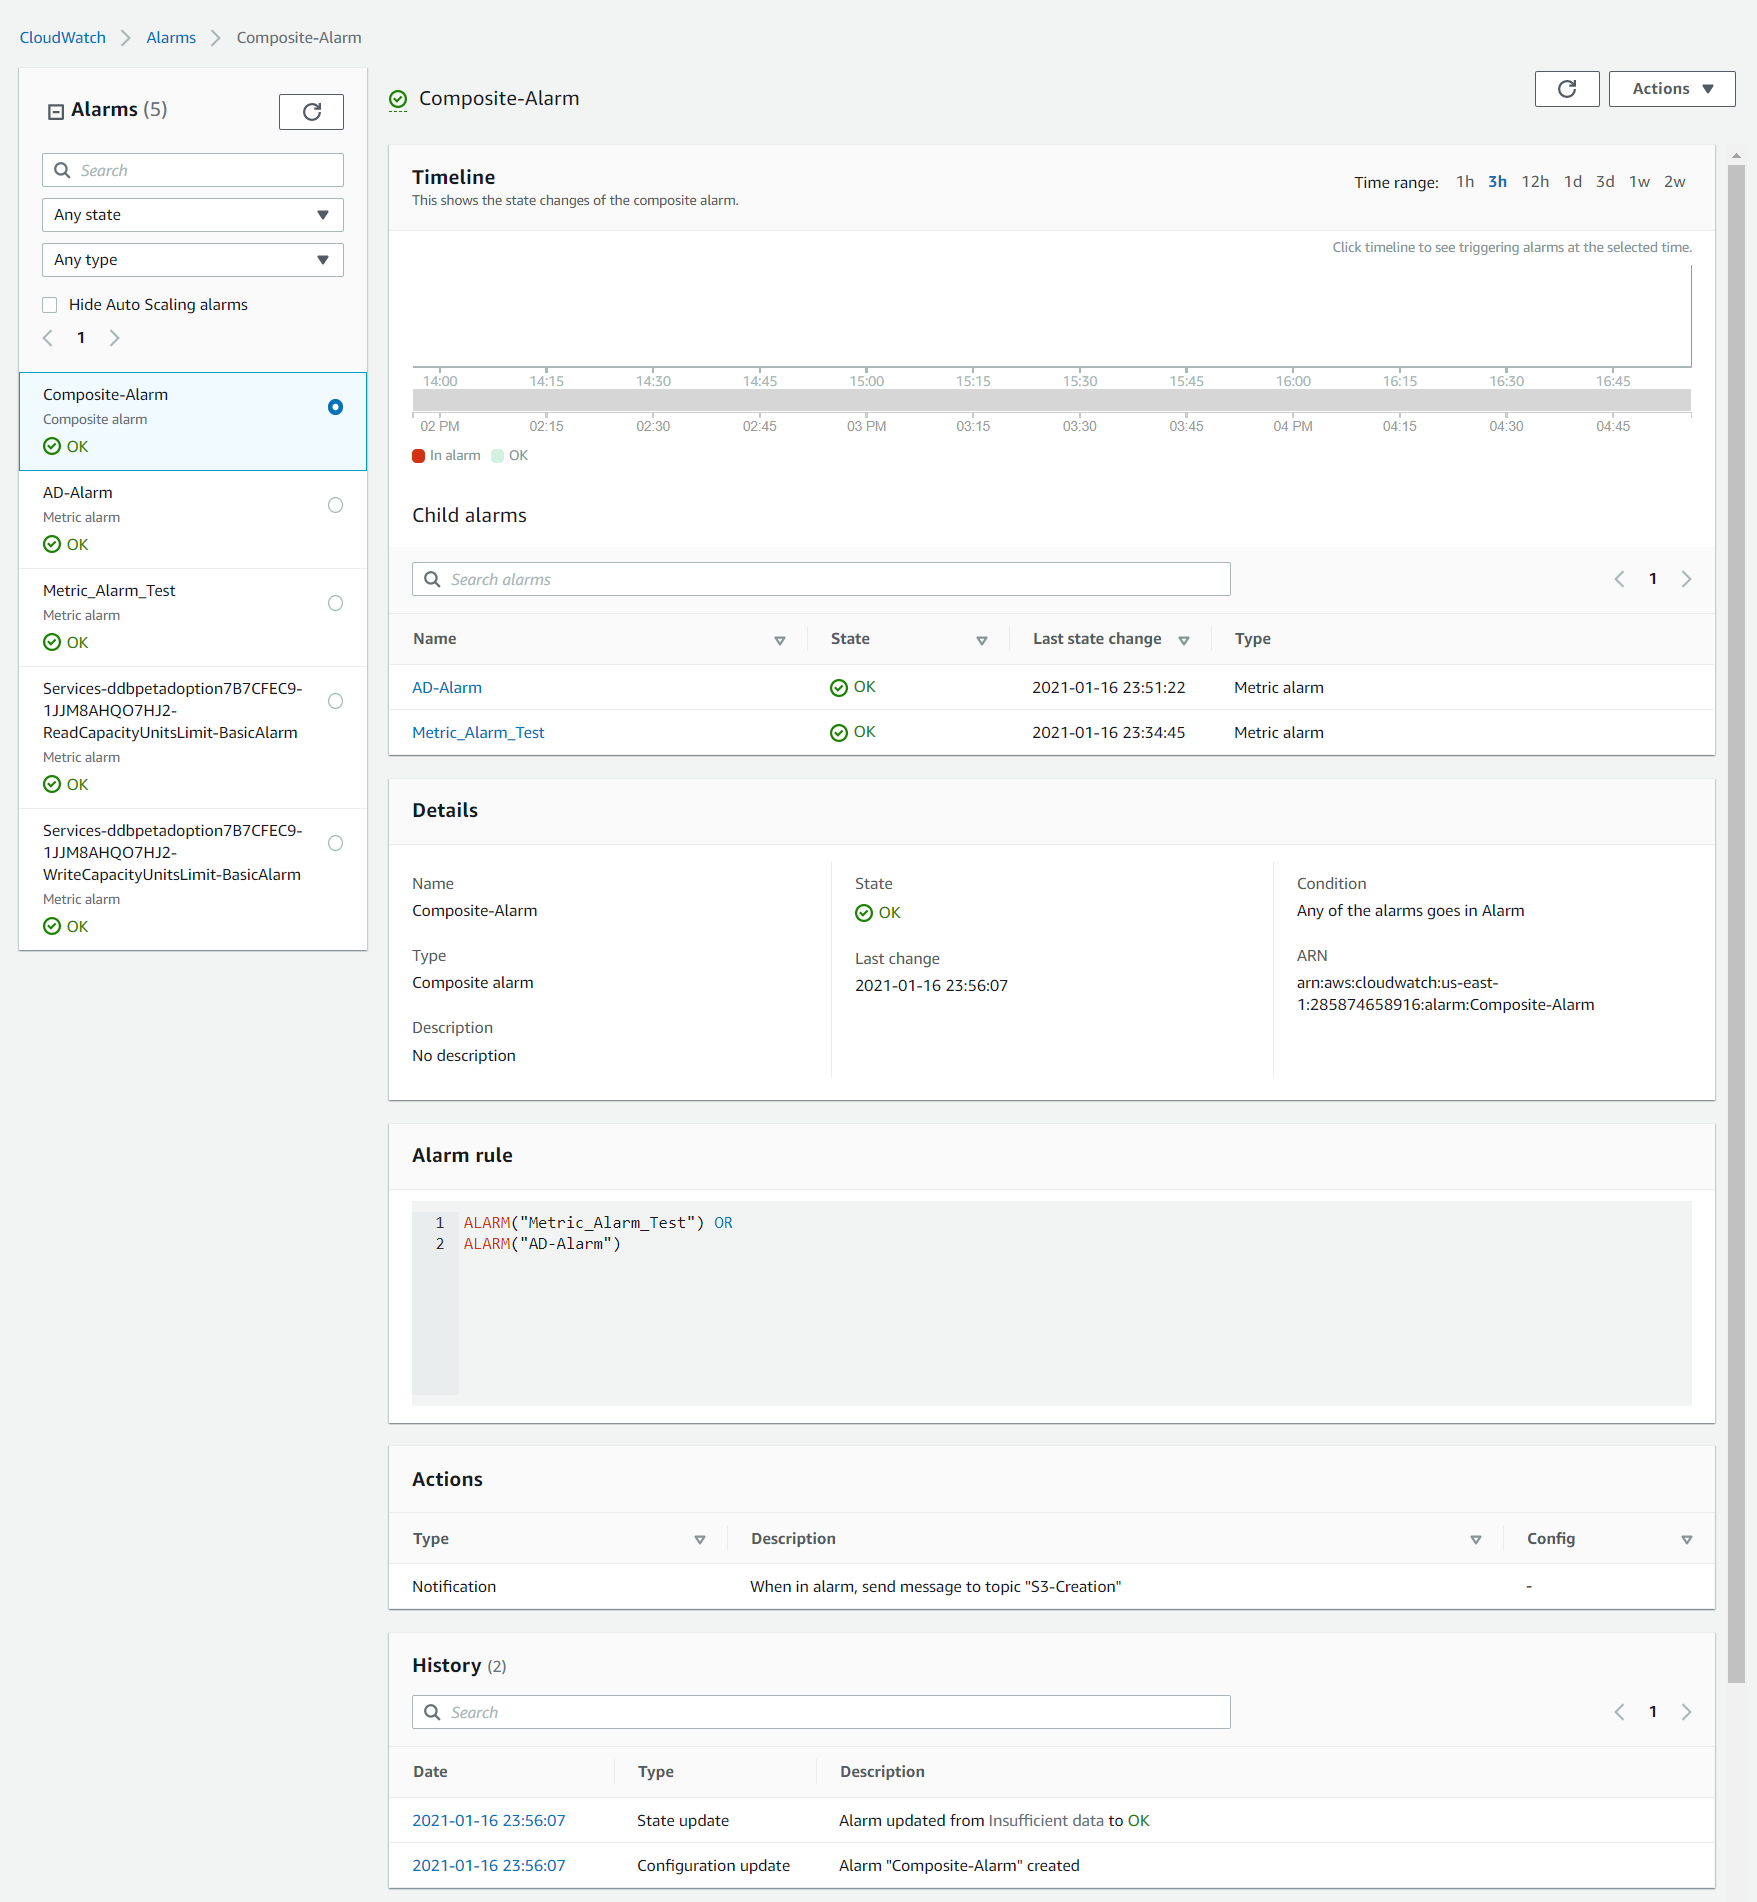 CloudWatch > Alarms > Composite-Alarm
Alarms (5)
Search
Any state
Any type
Hide Auto Scaling alarms
1
Composite-Alarm
Composite alarm
OK
AD-Alarm
Metric alarm
OK
Metric_Alarm_Test
Metric alarm
OK
Services-ddbpetadoption7B7CFEC9-
1JJM8AHQO7HJ2-
ReadCapacityUnitsLimit-BasicAlarm
Metric alarm
OK
Services-ddbpetadoption7B7CFEC9-
1JJM8AHQO7HJ2-
WriteCapacityUnitsLimit-BasicAlarm
Metric alarm
OK
Composite-Alarm
Actions
Timeline
This shows the state changes of the composite alarm.
Time range: 1h 3h 12h 1d 3d 1w 2w
Click timeline to see triggering alarms at the selected time.
14:00 14:15 14:30 14:45 15:00 15:15 15:30 15:45 16:00 16:15 16:30 16:45
02 PM 02:15 02:30 02:45 03 PM 03:15 03:30 03:45 04 PM 04:15 04:30 04:45
In alarm OK
Child alarms
Search alarms
1
Name State Last state change Type
AD-Alarm OK 2021-01-16 23:51:22 Metric alarm
Metric_Alarm_Test OK 2021-01-16 23:34:45 Metric alarm
Details
Name
Composite-Alarm
Type
Composite alarm
Description
No description
State
OK
Last change
2021-01-16 23:56:07
Condition
Any of the alarms goes in Alarm
ARN
arn:aws:cloudwatch:us-east-
1:285874658916:alarm:Composite-Alarm
Alarm rule
1 ALARM("Metric_Alarm_Test") OR
2 ALARM("AD-Alarm")
Actions
Type Description Config
Notification When in alarm, send message to topic "S3-Creation" -
History (2)
Search
1
Date Type Description
2021-01-16 23:56:07 State update Alarm updated from Insufficient data to OK
2021-01-16 23:56:07 Configuration update Alarm "Composite-Alarm" created